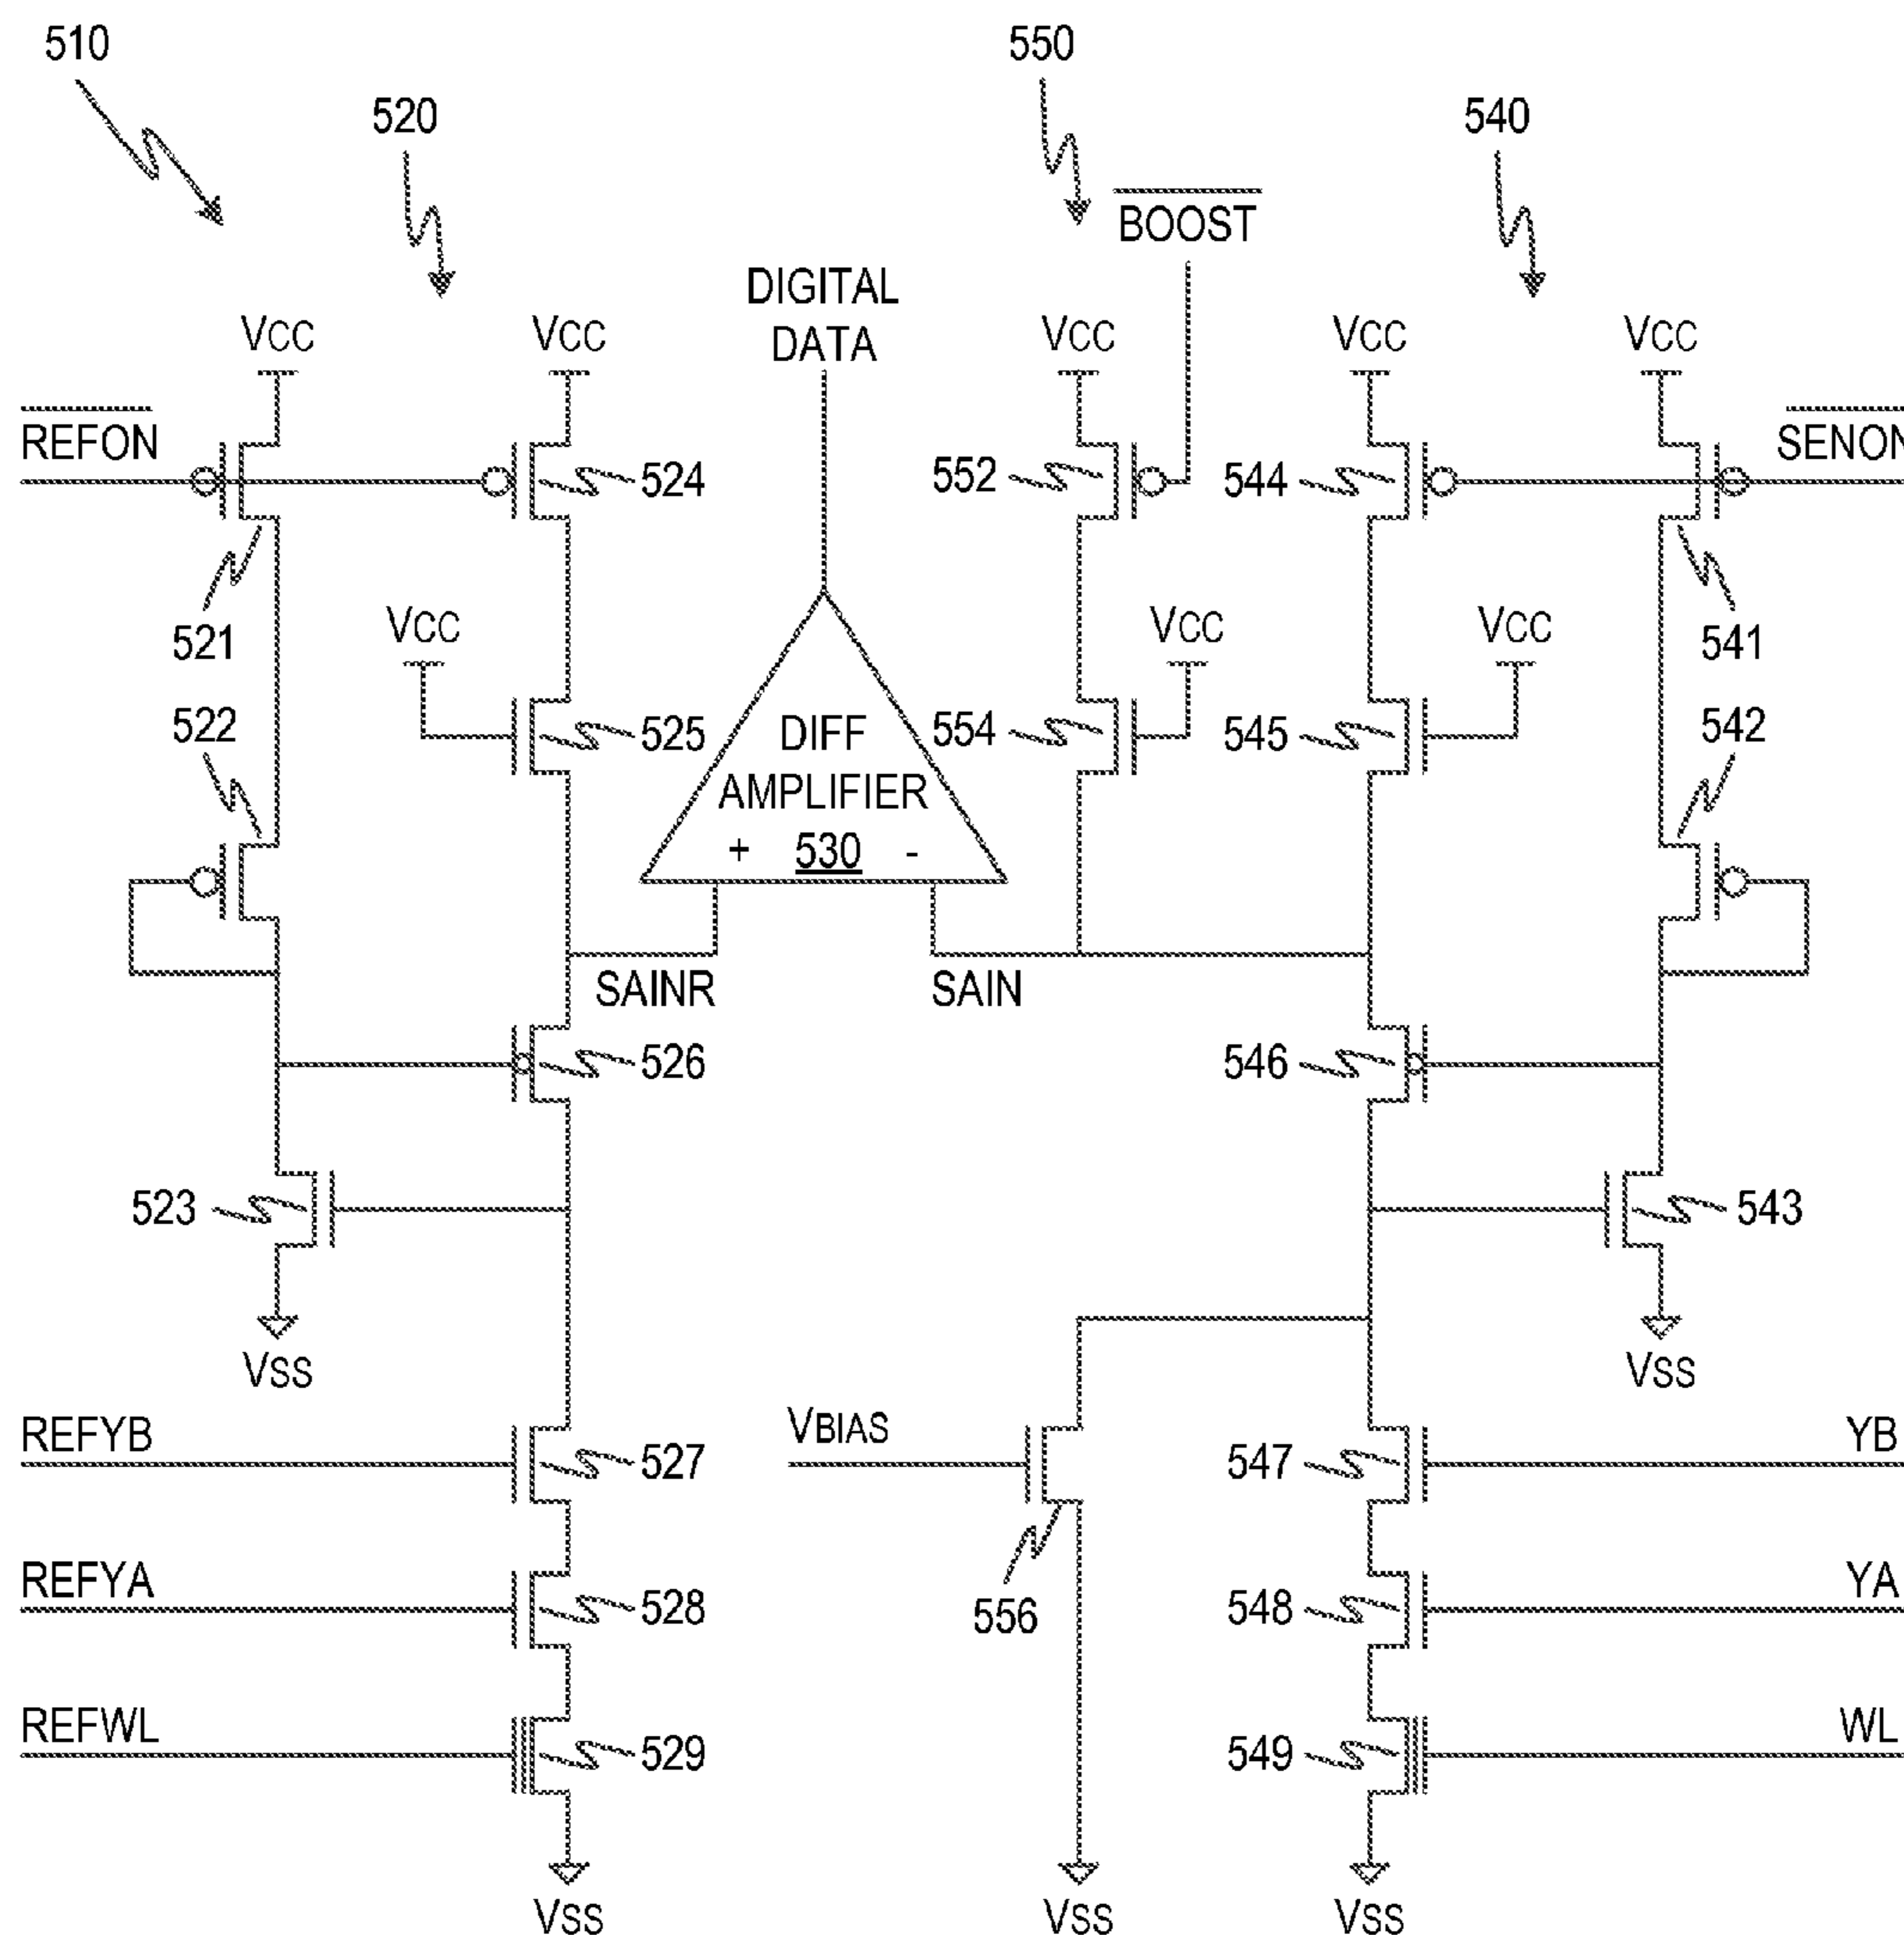 510
550
520
540
BOOST
DIGITAL
DATA
VCC
VCC
VCC
VCC
VCC
REFON
SENON
524
552
544
521
VCC
VCC
VCC
541
522
525
DIFF
AMPLIFIER
+ 530 -
554
545
542
SAINR
SAIN
526
546
523
543
VSS
VSS
REFYB
527
VBIAS
547
YB
REFYA
528
556
548
YA
REFWL
529
549
WL
VSS
VSS
VSS